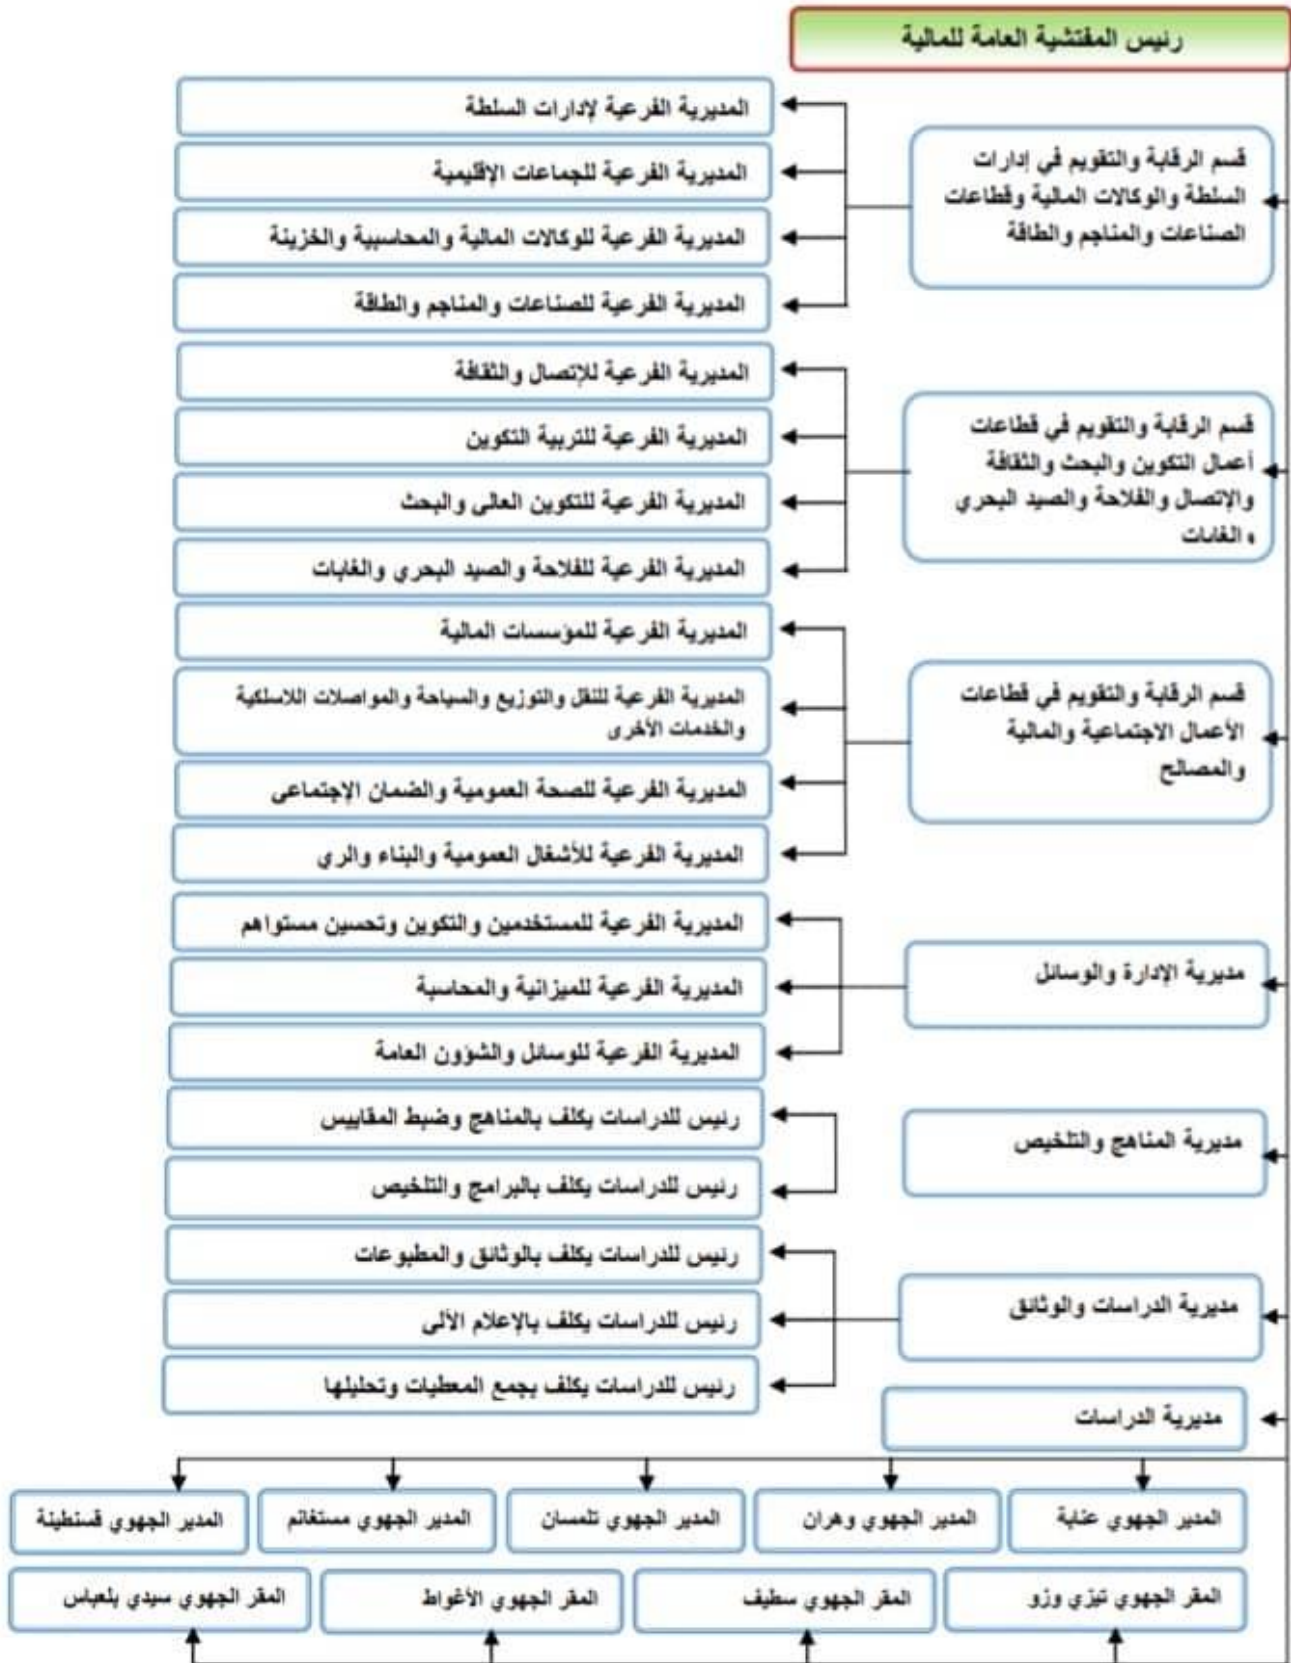 رئيس المفتشية العامة للمالية
قسم الرقابة والتقويم في إدارات
السلطة والوكالات المالية وقطاعات
الصناعات والمناجم والطاقة
المديرية الفرعية لإدارات السلطة
المديرية الفرعية للجماعات الإقليمية
المديرية الفرعية للوكالات المالية والمحاسبية والخزينة
المديرية الفرعية للصناعات والمناجم والطاقة
قسم الرقابة والتقويم في قطاعات
أعمال التكوين والبحث والثقافة
والإتصال والفلاحة والصيد البحري
والغابات
المديرية الفرعية للإتصال والثقافة
المديرية الفرعية للتربية التكوين
المديرية الفرعية للتكوين العالي والبحث
المديرية الفرعية للفلاحة والصيد البحري والغابات
قسم الرقابة والتقويم في قطاعات
الأعمال الاجتماعية والمالية
والمصالح
المديرية الفرعية للمؤسسات المالية
المديرية الفرعية للنقل والتوزيع والسياحة والمواصلات اللاسلكية
والخدمات الأخرى
المديرية الفرعية للصحة العمومية والضمان الإجتماعي
المديرية الفرعية للأشغال العمومية والبناء والري
مديرية الإدارة والوسائل
المديرية الفرعية للمستخدمين والتكوين وتحسين مستواهم
المديرية الفرعية للميزانية والمحاسبة
المديرية الفرعية للوسائل والشؤون العامة
مديرية المناهج والتلخيص
رئيس للدراسات يكلف بالمناهج وضبط المقاييس
رئيس للدراسات يكلف بالبرامج والتلخيص
مديرية الدراسات والوثائق
رئيس للدراسات يكلف بالوثائق والمطبوعات
رئيس للدراسات يكلف بالإعلام الألى
رئيس للدراسات يكلف بجمع المعطيات وتحليلها
مديرية الدراسات
المدير الجهوي عنابة
المدير الجهوي وهران
المدير الجهوي تلمسان
المدير الجهوي مستغانم
المدير الجهوي قسنطينة
المقر الجهوي تيزي وزو
المقر الجهوي سطيف
المقر الجهوي الأغواط
المقر الجهوي سيدي بلعباس